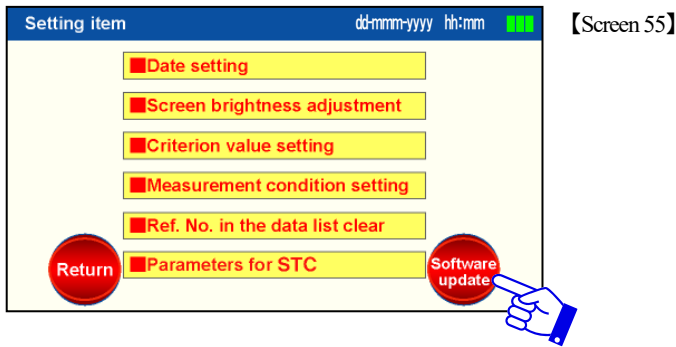 Setting item dd-mmm-yyyy hh:mm 【Screen 55】
■Date setting
■Screen brightness adjustment
■Criterion value setting
■Measurement condition setting
■Ref. No. in the data list clear
■Parameters for STC
Return
Software
update